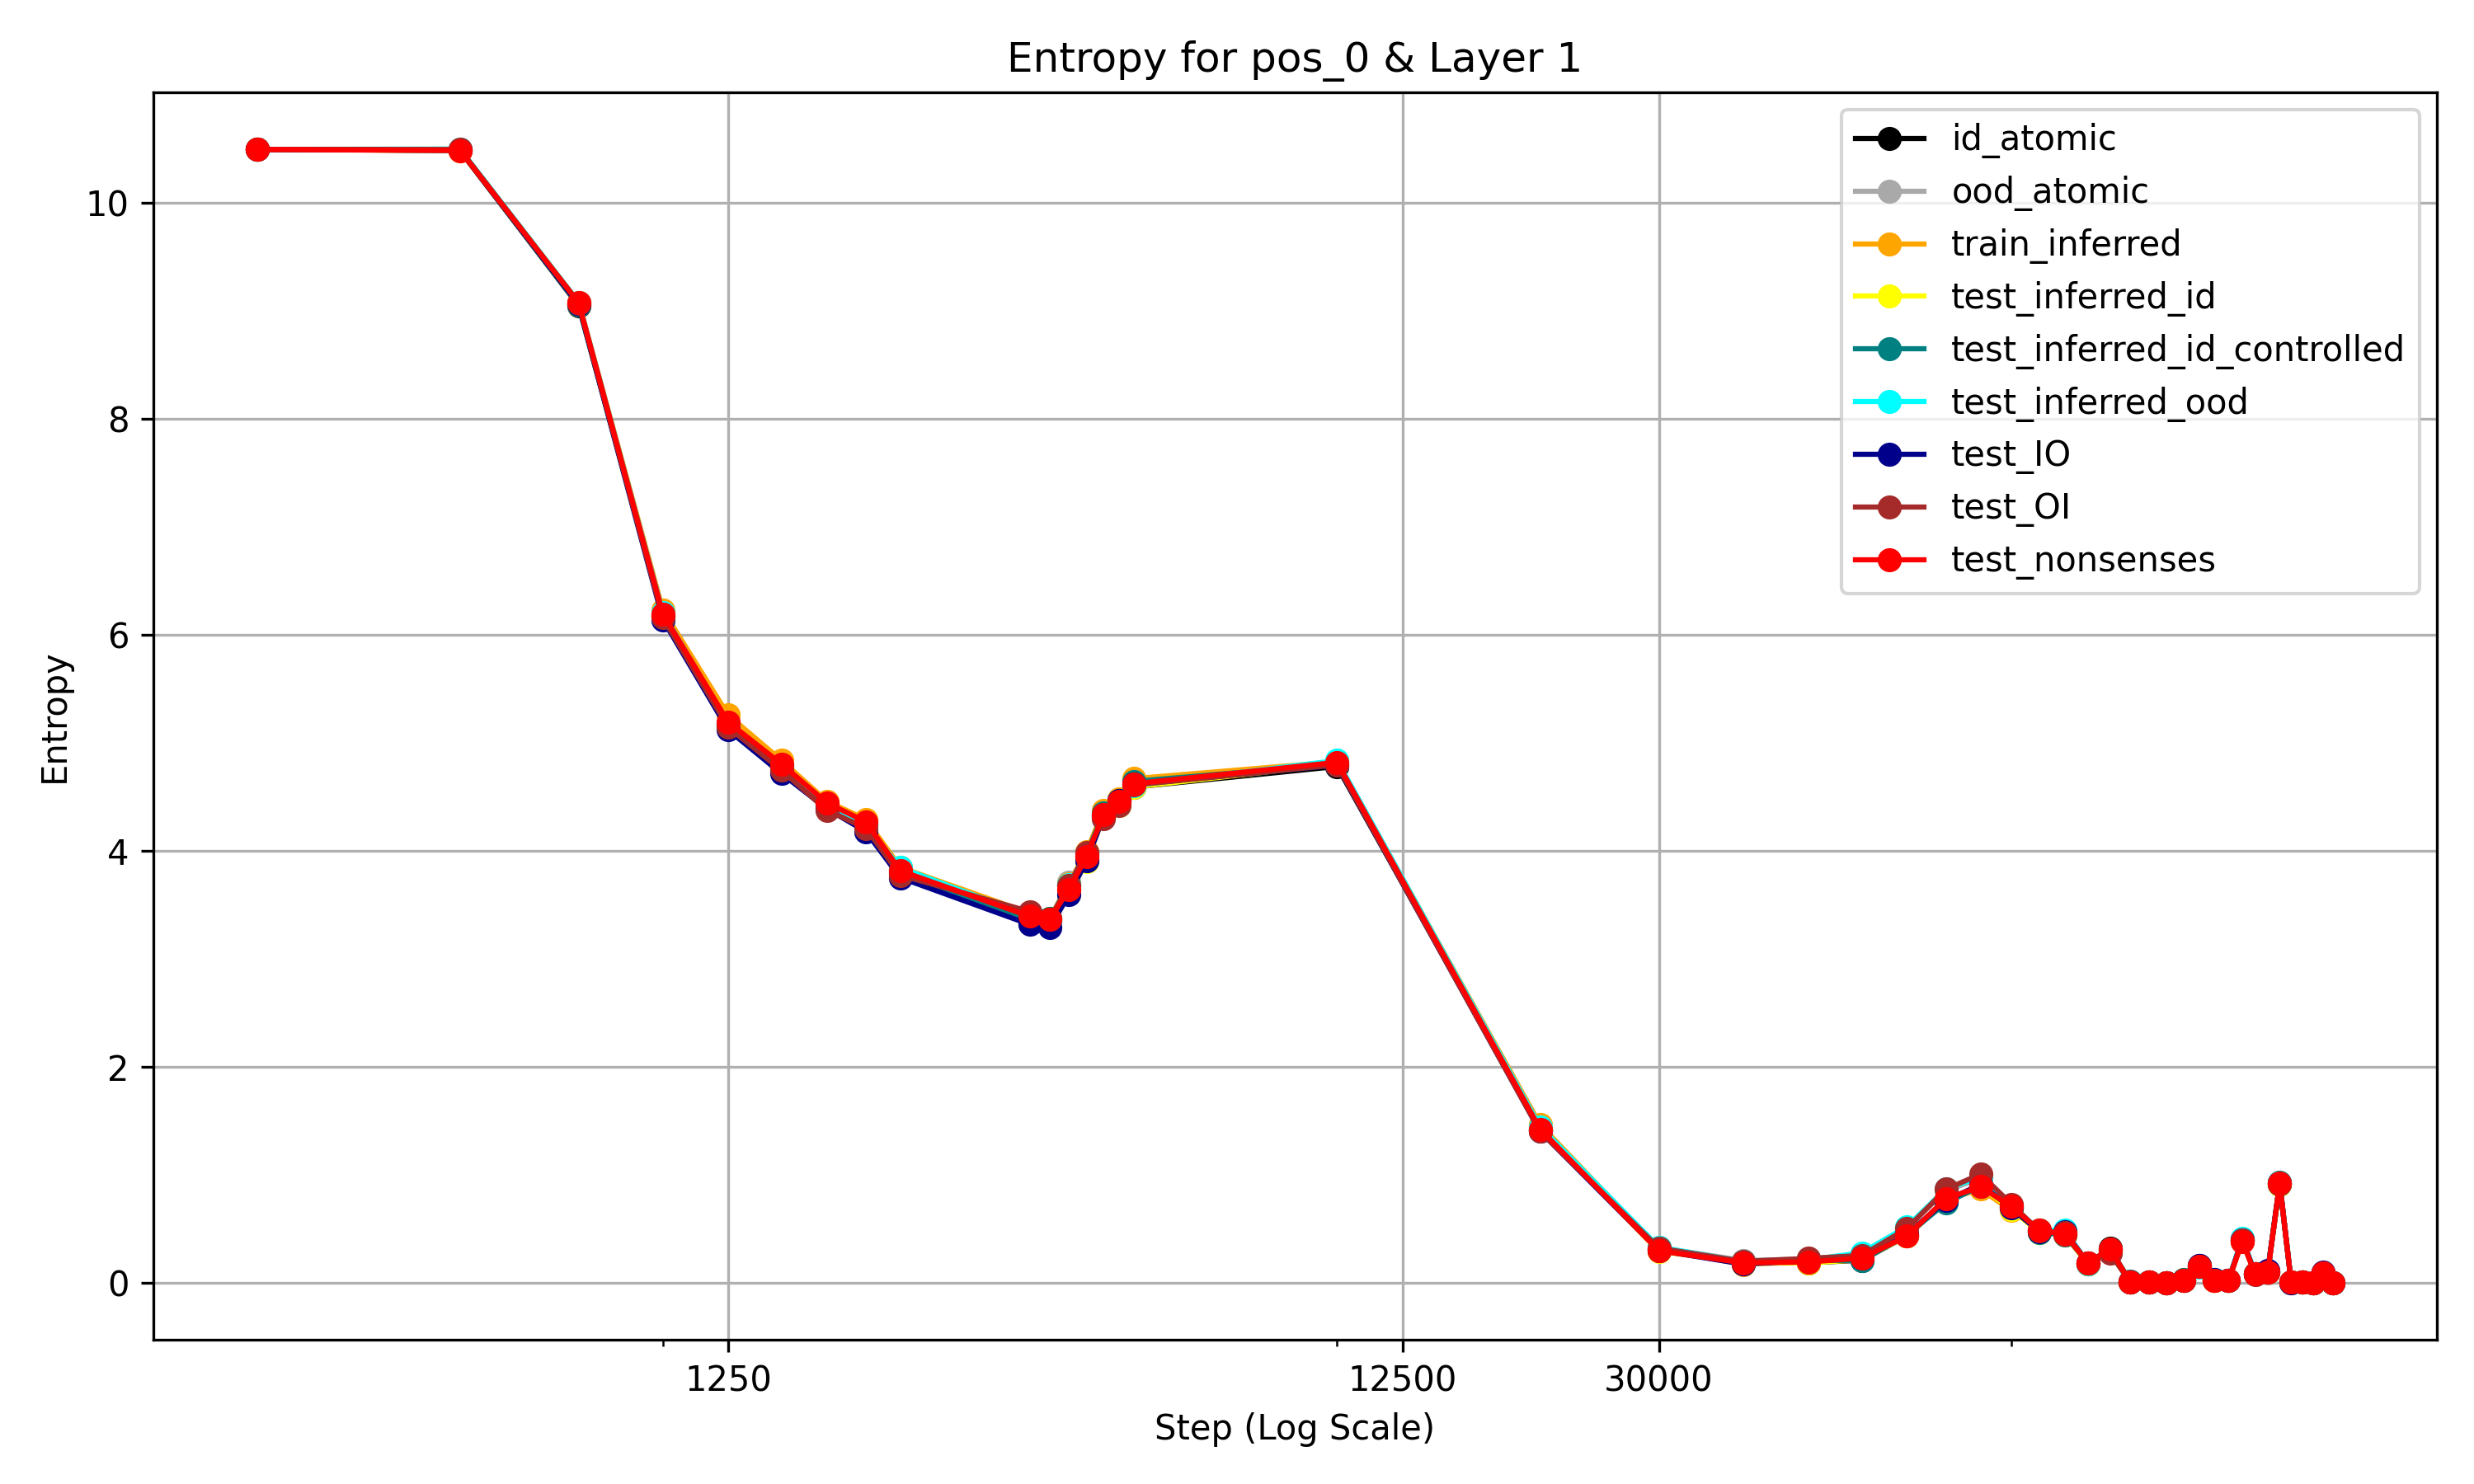 Entropy for pos_0 & Layer 1
10
8
6
4
2
0
Entropy
1250
12500
30000
Step (Log Scale)
id_atomic
ood_atomic
train_inferred
test_inferred_id
test_inferred_id_controlled
test_inferred_ood
test_IO
test_OI
test_nonsenses